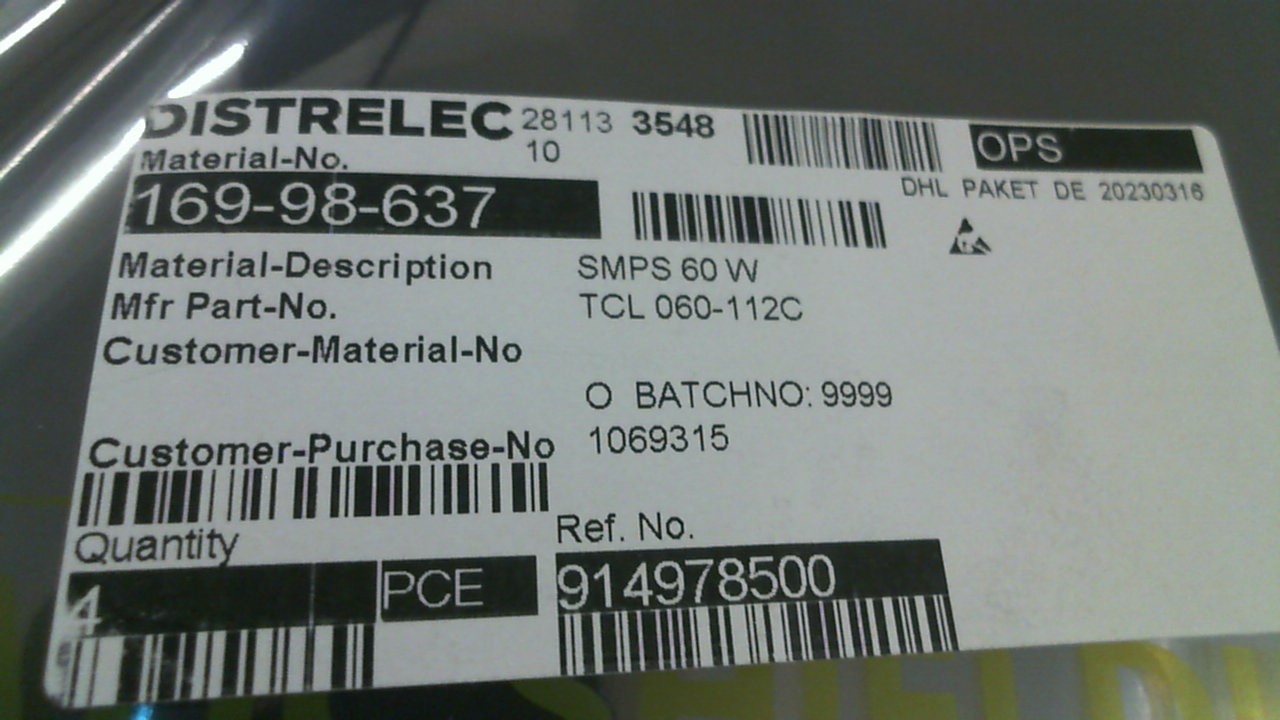 DISTRELEC 28113 3548 OPS
Material-No. 10
DHL PAKET DE 20230316
169-98-637
Material-Description SMPS 60 W
Mfr Part-No. TCL 060-112C
Customer-Material-No
O BATCHNO: 9999
Customer-Purchase-No 1069315
Quantity Ref. No.
4 PCE 914978500